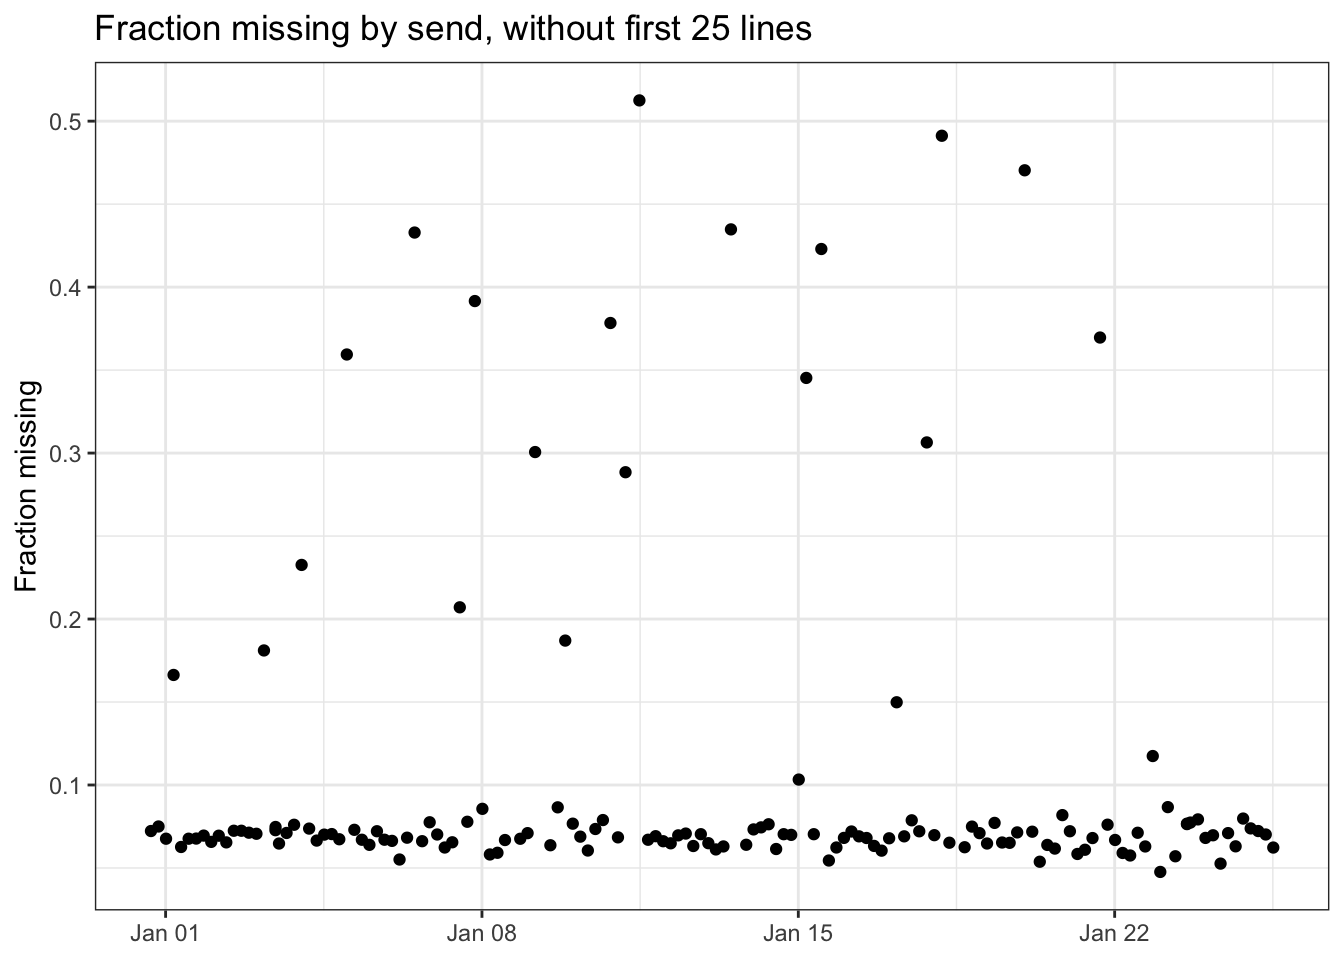 Fraction missing by send, without first 25 lines
Fraction missing
0.5
0.4
0.3
0.2
0.1
Jan 01 Jan 08 Jan 15 Jan 22